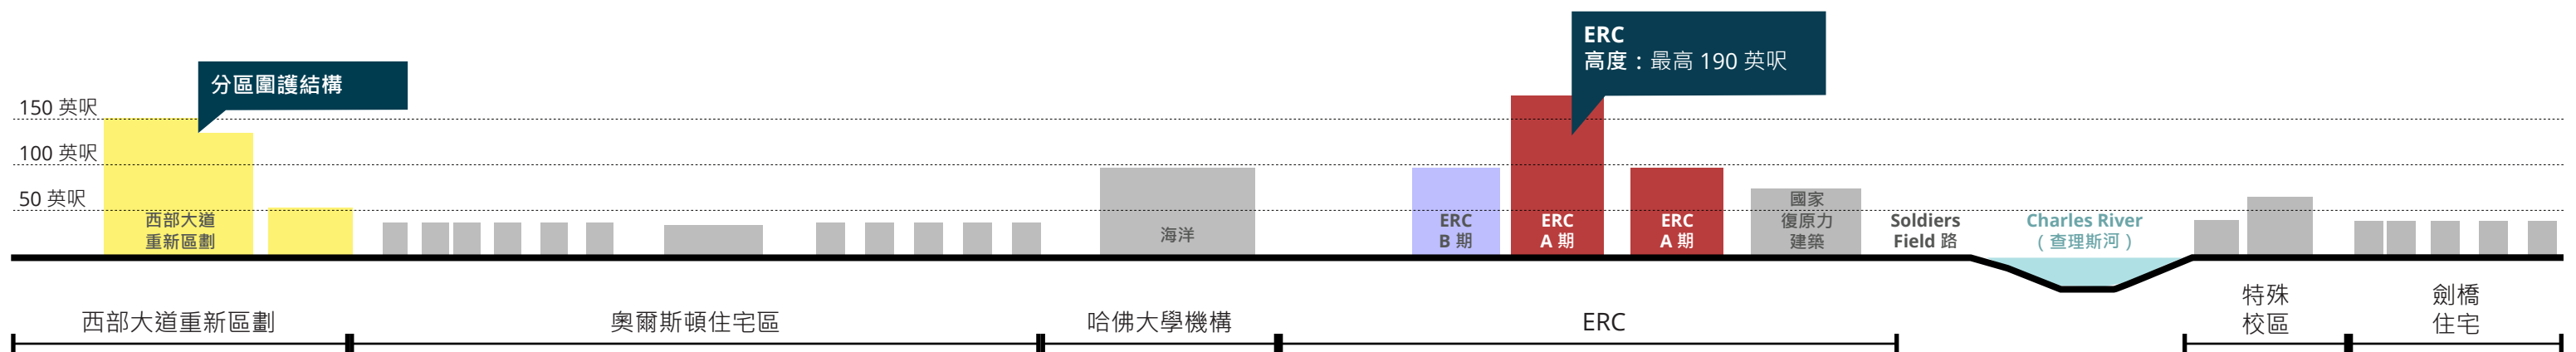 ERC
高度：最高 190 英呎
分區圍護結構
150 英呎
100 英呎
50 英呎
西部大道
重新區劃
海洋
ERC
B 期
ERC
A 期
ERC
A 期
國家
復原力
建築
Soldiers
Field 路
Charles River
（查理斯河）
西部大道重新區劃
奧爾斯頓住宅區
哈佛大學機構
ERC
特殊
校區
劍橋
住宅